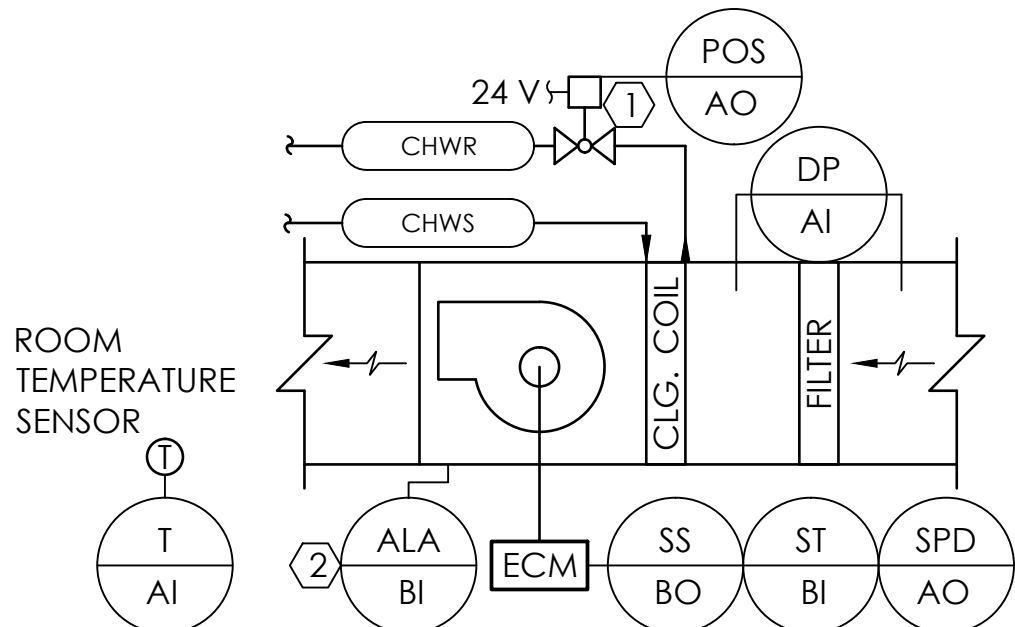 POS
AO
24 V
1
CHWR
DP
AI
CHWS
CLG. COIL
FILTER
ROOM
TEMPERATURE
SENSOR
T
T
AI
2
ALA
BI
ECM
SS
BO
ST
BI
SPD
AO